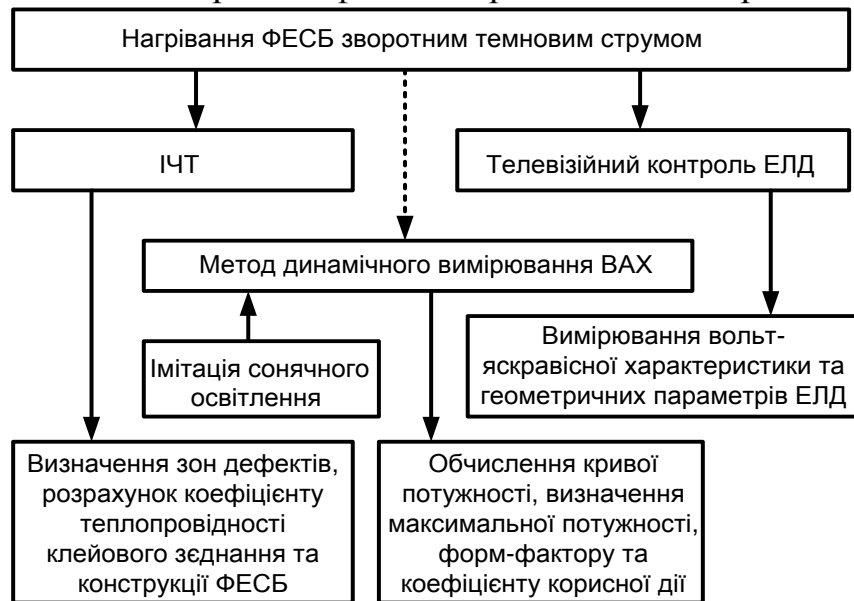 Нагрівання ФЕСБ зворотним темновим струмом
ІЧТ
Телевізійний контроль ЕЛД
Метод динамічного вимірювання ВАХ
Імітація сонячного
освітлення
Вимірювання вольт-
яскравісної характеристики та
геометричних параметрів ЕЛД
Визначення зон дефектів,
розрахунок коефіцієнту
теплопровідності
клейового зєднання та
конструкції ФЕСБ
Обчислення кривої
потужності, визначення
максимальної потужності,
форм-фактору та
коефіцієнту корисної дії